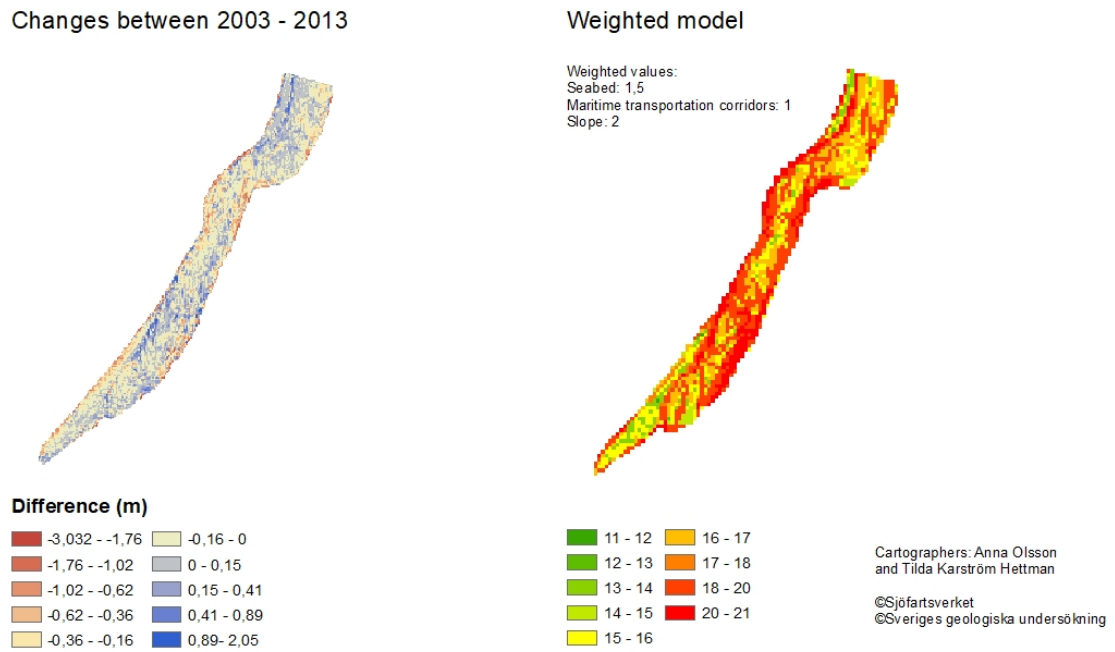 Changes between 2003 - 2013
Weighted model
Weighted values:
Seabed: 1,5
Maritime transportation corridors: 1
Slope: 2
Difference (m)
-3,032 - -1,76
-1,76 - -1,02
-1,02 - -0,62
-0,62 - -0,36
-0,36 - -0,16
-0,16 - 0
0 - 0,15
0,15 - 0,41
0,41 - 0,89
0,89- 2,05
11 - 12
12 - 13
13 - 14
14 - 15
15 - 16
16 - 17
17 - 18
18 - 20
20 - 21
Cartographers: Anna Olsson
and Tilda Karström Hettman
©Sjöfartsverket
©Sveriges geologiska undersökning